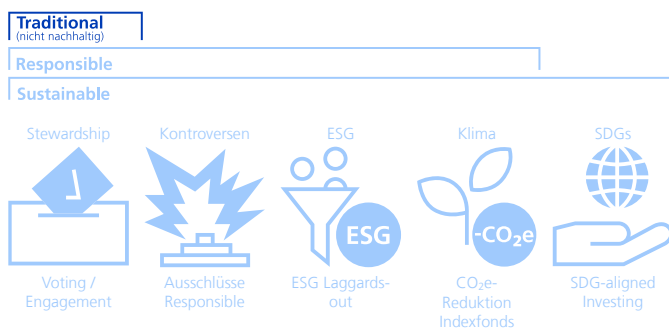 Traditional
(nicht nachhaltig)
Responsible
Sustainable
Stewardship
Kontroversen
ESG
Klima
SDGs
ESG
-CO₂e
Voting /
Engagement
Ausschlüsse
Responsible
ESG Laggards-
out
CO₂e-
Reduktion
Indexfonds
SDG-aligned
Investing